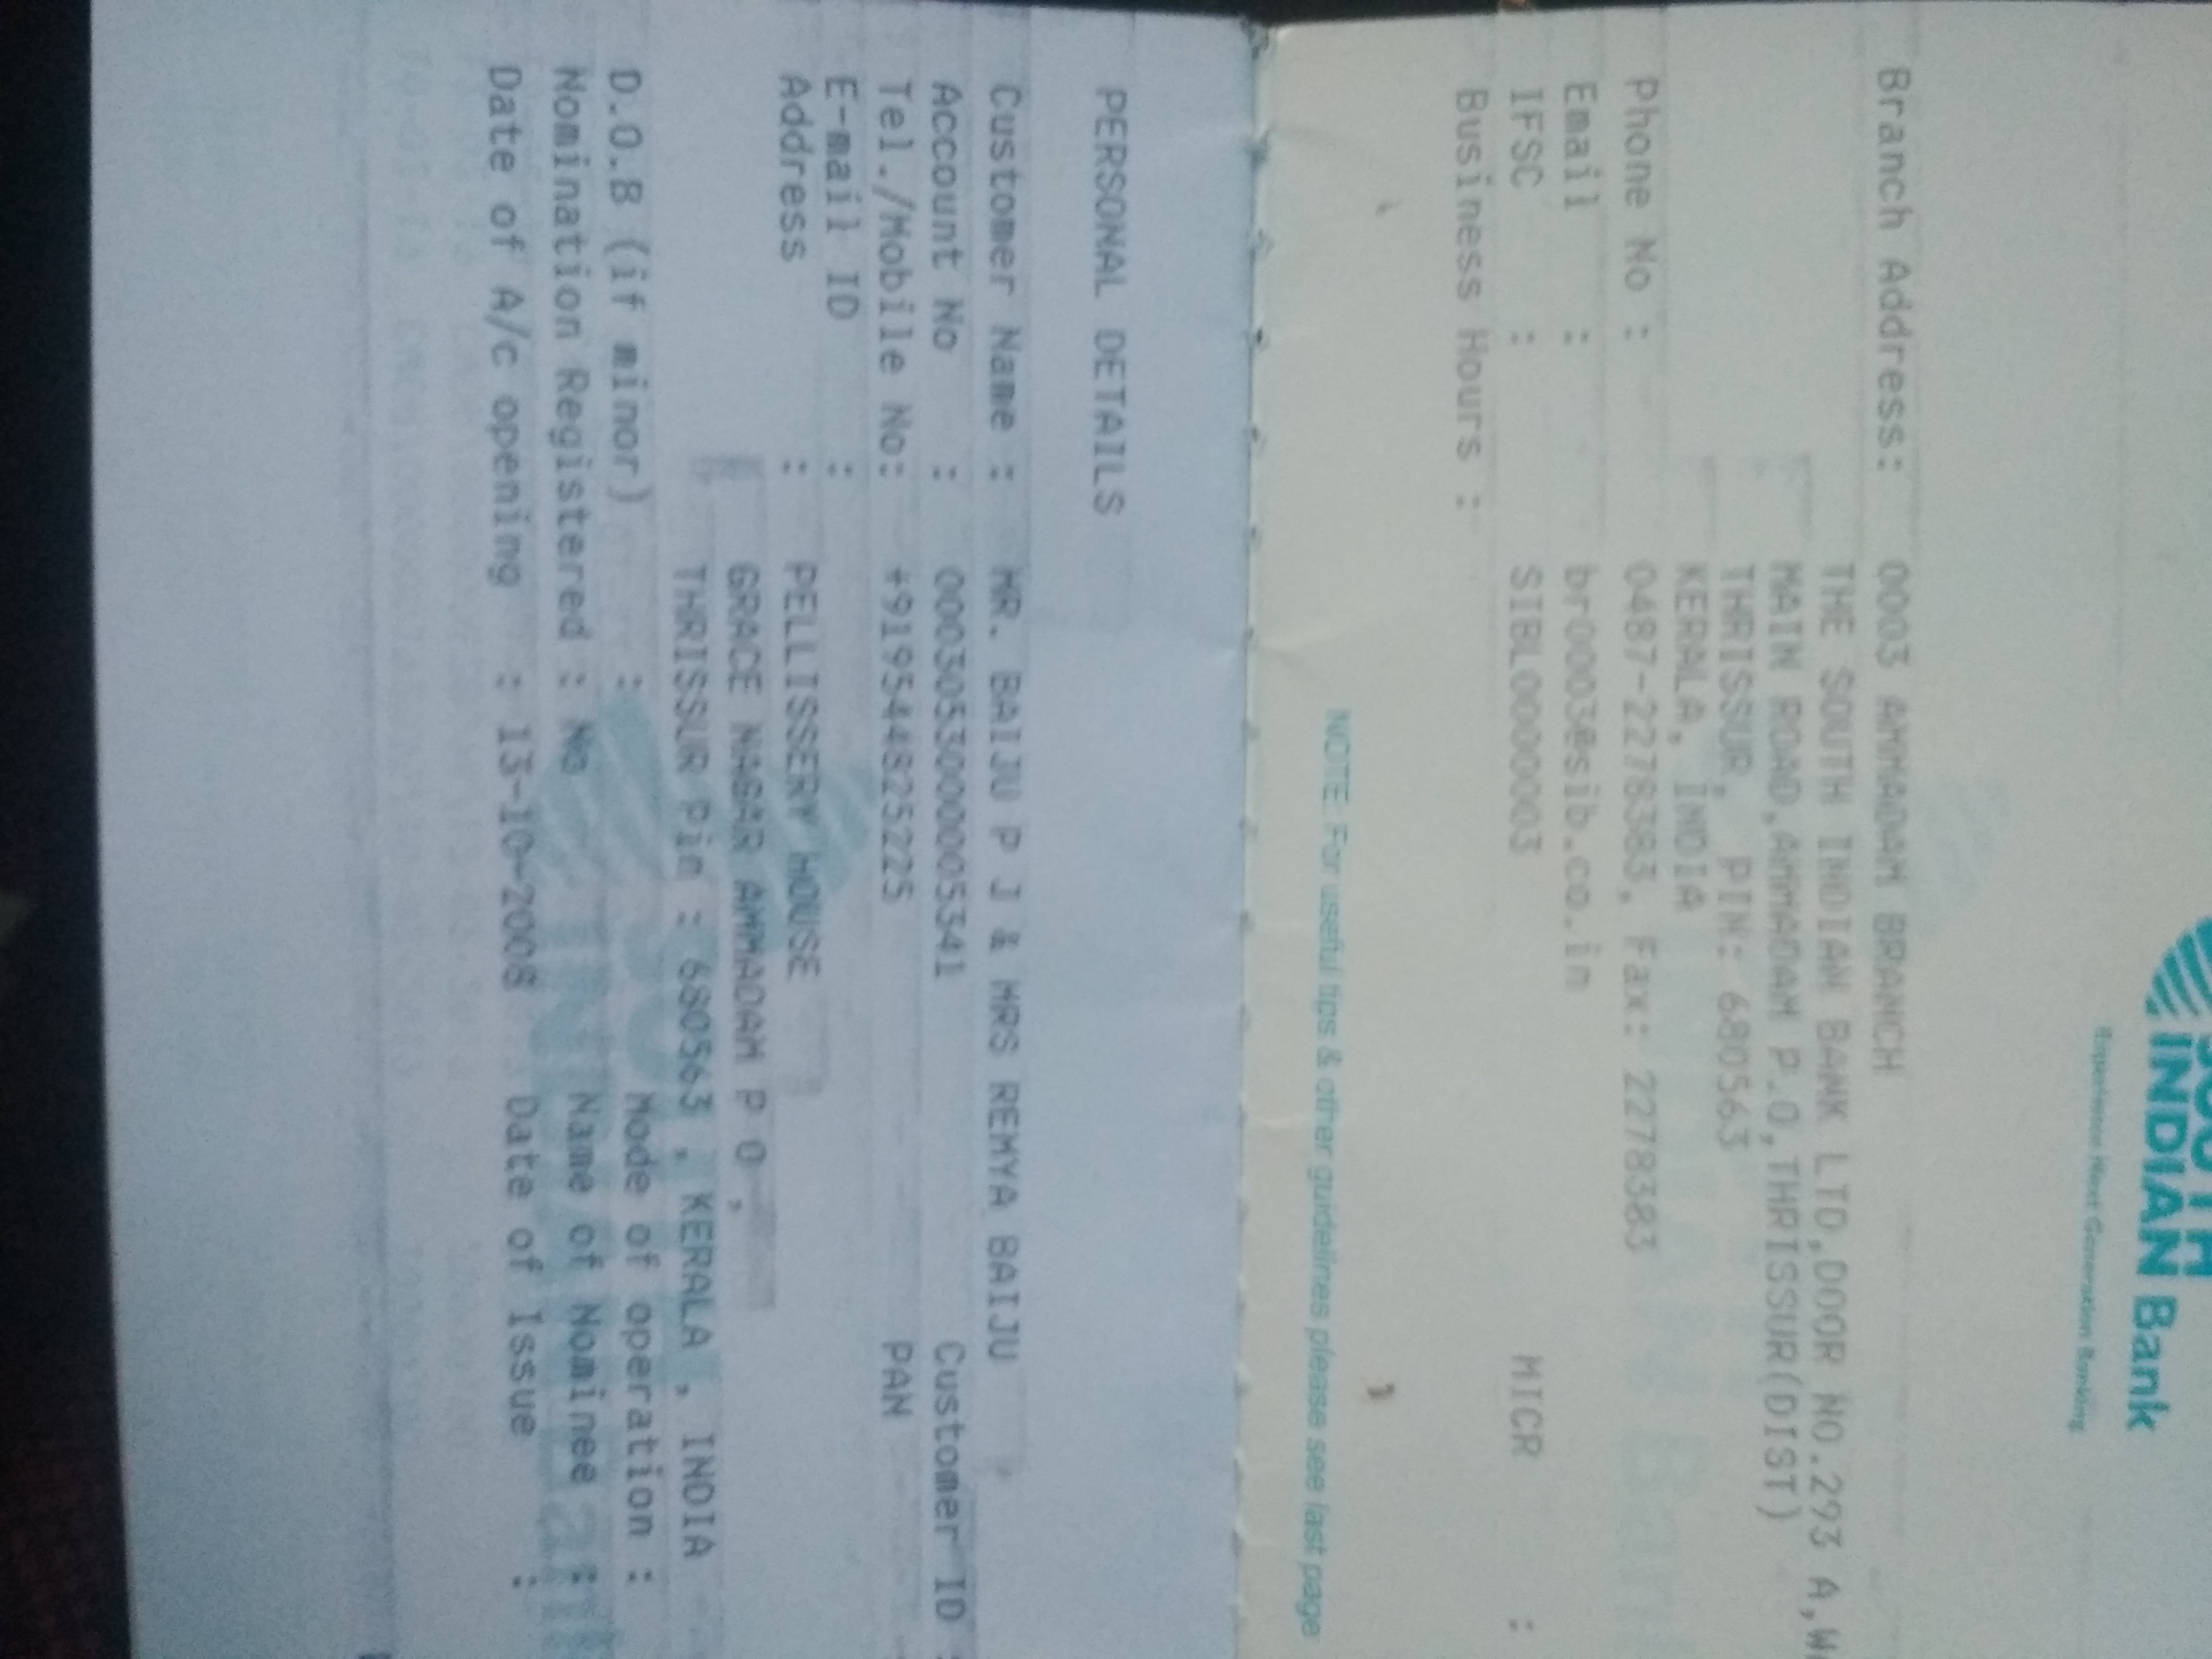 SOUTH
INDIAN Bank
Experience Next Generation Banking
Branch Address: 0003 AMMADAM BRANCH
THE SOUTH INDIAN BANK LTD,DOOR NO.293 A,W
MAIN ROAD,AMMADAM P.O,THRISSUR(DIST)
THRISSUR, PIN: 680563
KERALA, INDIA
Phone No : 0487-2278383, Fax: 2278383
Email : br0003@sib.co.in
IFSC : SIBL0000003 MICR :
Business Hours :
NOTE: For useful tips & other guidelines please see last page
PERSONAL DETAILS
Customer Name : MR. BAIJU P J & MRS REMYA BAIJU
Account No : 0003053000005341 Customer ID :
Tel./Mobile No: +919544825225 PAN
E-mail ID :
Address : PELLISSERY HOUSE
GRACE NAGAR AMMADAM P O ,
THRISSUR Pin : 680563 , KERALA , INDIA
D.O.B (if minor) : Mode of operation :
Nomination Registered : No Name of Nominee :
Date of A/c opening : 13-10-2008 Date of Issue :